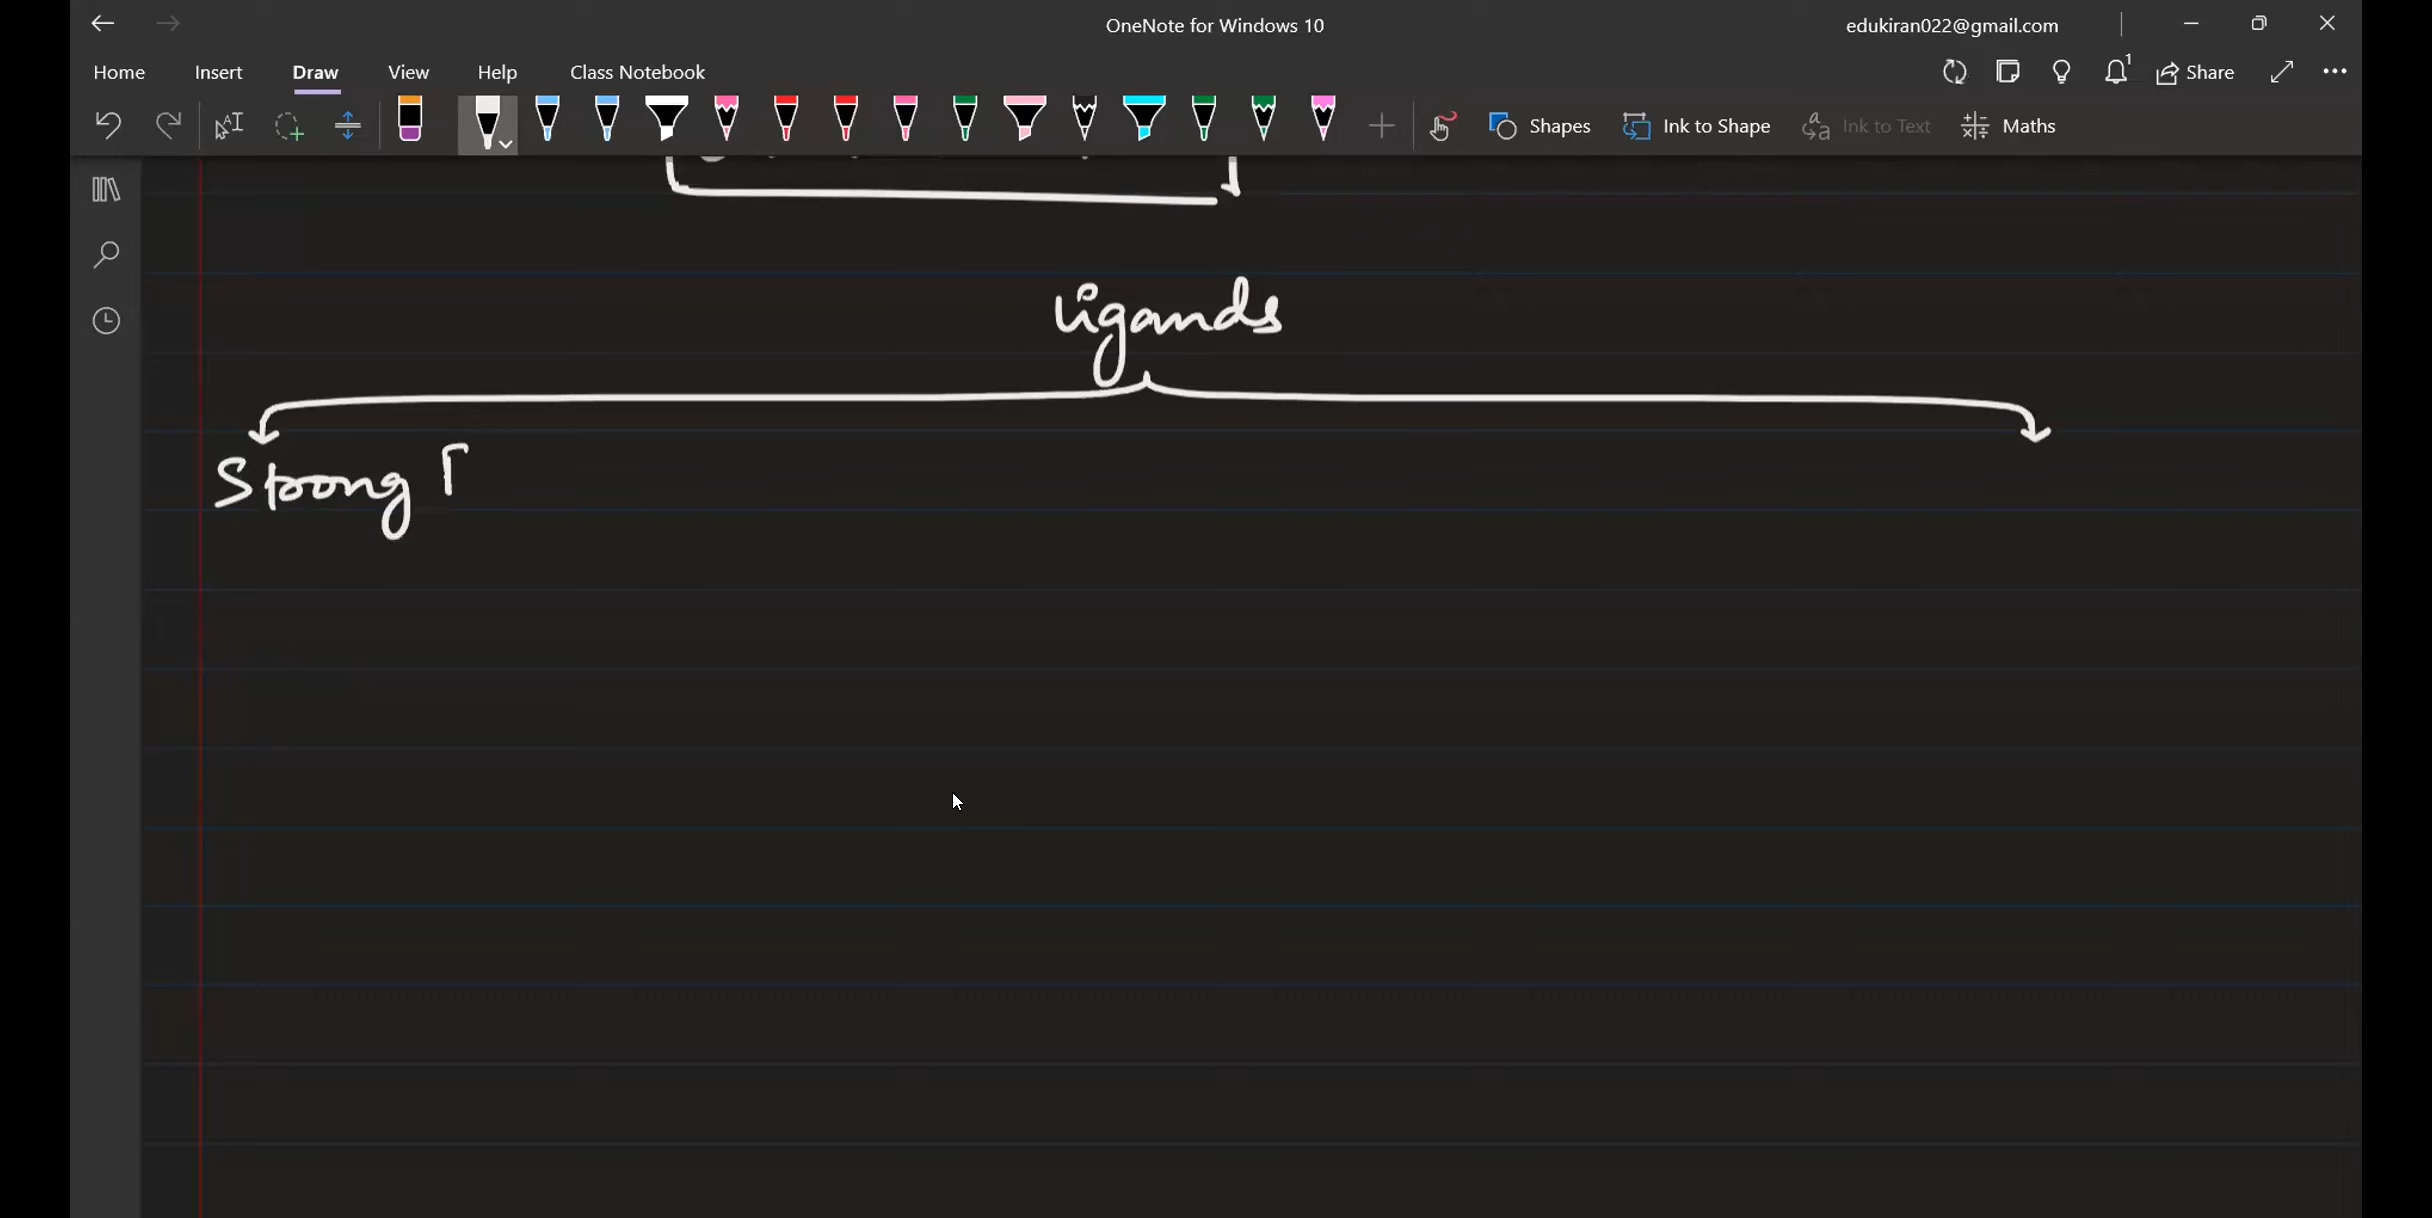 OneNote for Windows 10
edukiran022@gmail.com
Home Insert Draw View Help Class Notebook
1
Share
Shapes Ink to Shape Ink to Text Maths
Ligands
Strong